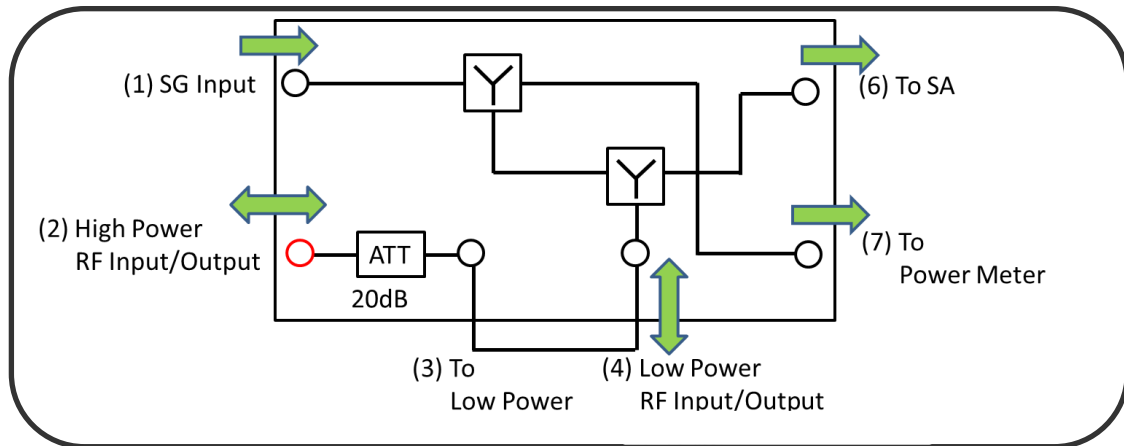 (1) SG Input
(6) To SA
(2) High Power
RF Input/Output
ATT
20dB
(7) To
Power Meter
(3) To
Low Power
(4) Low Power
RF Input/Output